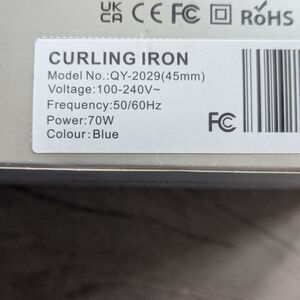 UK CA CE FC RoHS
CURLING IRON
Model No.:QY-2029(45mm)
Voltage:100-240V~
Frequency:50/60Hz
Power:70W
Colour:Blue
FC